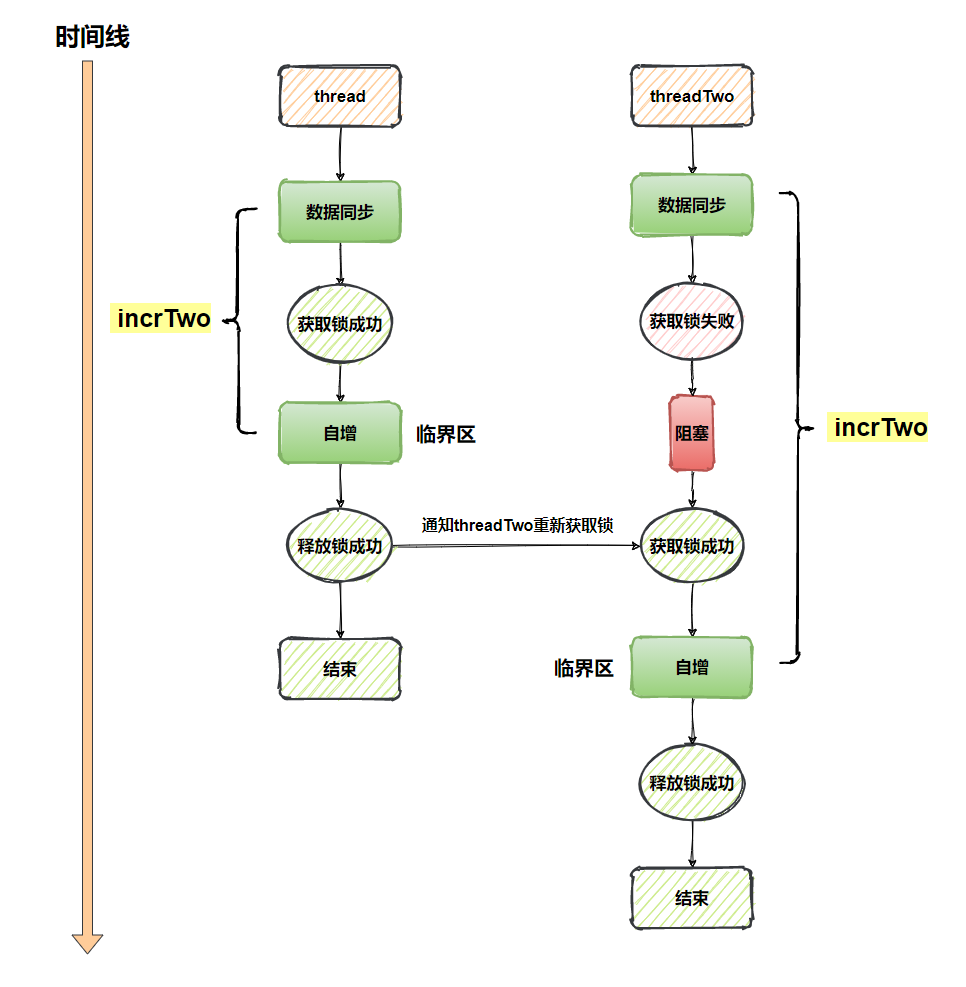 时间线
thread
threadTwo
数据同步
数据同步
incrTwo
获取锁成功
获取锁失败
自增
临界区
阻塞
incrTwo
释放锁成功
通知threadTwo重新获取锁
获取锁成功
结束
临界区
自增
释放锁成功
结束